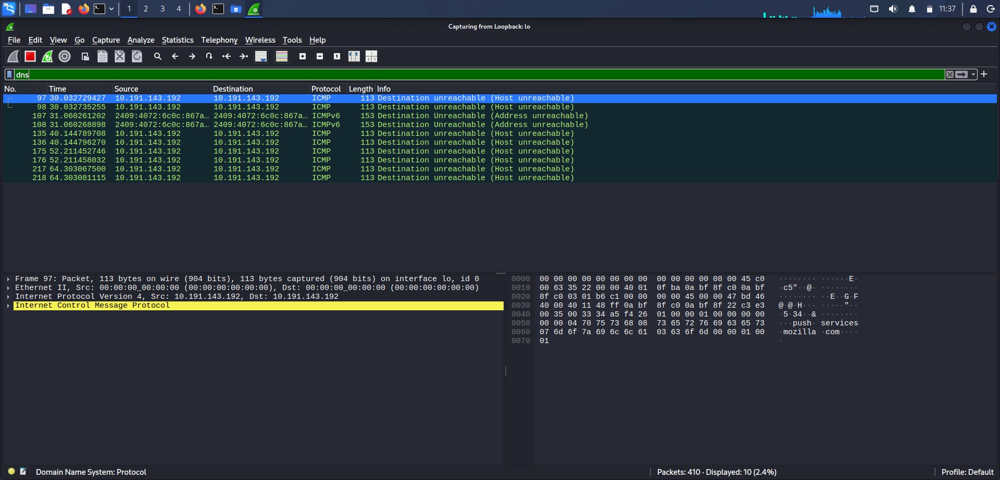 1 2 3 4 11:37
Capturing from Loopback: lo
File Edit View Go Capture Analyze Statistics Telephony Wireless Tools Help
dns
No. Time Source Destination Protocol Length Info
97 30.032729427 10.191.143.192 10.191.143.192 ICMP 113 Destination unreachable (Host unreachable)
98 30.032735255 10.191.143.192 10.191.143.192 ICMP 113 Destination unreachable (Host unreachable)
107 31.060261202 2409:4072:6c0c:867a… 2409:4072:6c0c:867a… ICMPv6 153 Destination Unreachable (Address unreachable)
108 31.060268898 2409:4072:6c0c:867a… 2409:4072:6c0c:867a… ICMPv6 153 Destination Unreachable (Address unreachable)
135 40.144789708 10.191.143.192 10.191.143.192 ICMP 113 Destination unreachable (Host unreachable)
136 40.144796270 10.191.143.192 10.191.143.192 ICMP 113 Destination unreachable (Host unreachable)
175 52.211452746 10.191.143.192 10.191.143.192 ICMP 113 Destination unreachable (Host unreachable)
176 52.211458032 10.191.143.192 10.191.143.192 ICMP 113 Destination unreachable (Host unreachable)
217 64.303067500 10.191.143.192 10.191.143.192 ICMP 113 Destination unreachable (Host unreachable)
218 64.303081115 10.191.143.192 10.191.143.192 ICMP 113 Destination unreachable (Host unreachable)
Frame 97: Packet, 113 bytes on wire (904 bits), 113 bytes captured (904 bits) on interface lo, id 0
Ethernet II, Src: 00:00:00_00:00:00 (00:00:00:00:00:00), Dst: 00:00:00_00:00:00 (00:00:00:00:00:00)
Internet Protocol Version 4, Src: 10.191.143.192, Dst: 10.191.143.192
Internet Control Message Protocol
0000 00 00 00 00 00 00 00 00 00 00 00 00 08 00 45 c0 ········ ······E·
0010 00 63 35 22 00 00 40 01 0f ba 0a bf 8f c0 0a bf ·c5"··@· ········
0020 8f c0 03 01 b6 c1 00 00 00 00 45 00 00 47 bd 46 ········ ··E··G·F
0030 40 00 40 11 48 ff 0a bf 8f c0 0a bf 8f 22 c3 e3 @·@·H··· ·····"··
0040 00 35 00 33 34 a5 f4 26 01 00 00 01 00 00 00 00 ·5·34··& ········
0050 00 00 04 70 75 73 68 08 73 65 72 76 69 63 65 73 ···push· services
0060 07 6d 6f 7a 69 6c 6c 61 03 63 6f 6d 00 00 01 00 ·mozilla ·com····
0070 01 ·
Domain Name System: Protocol Packets: 410 · Displayed: 10 (2.4%) Profile: Default